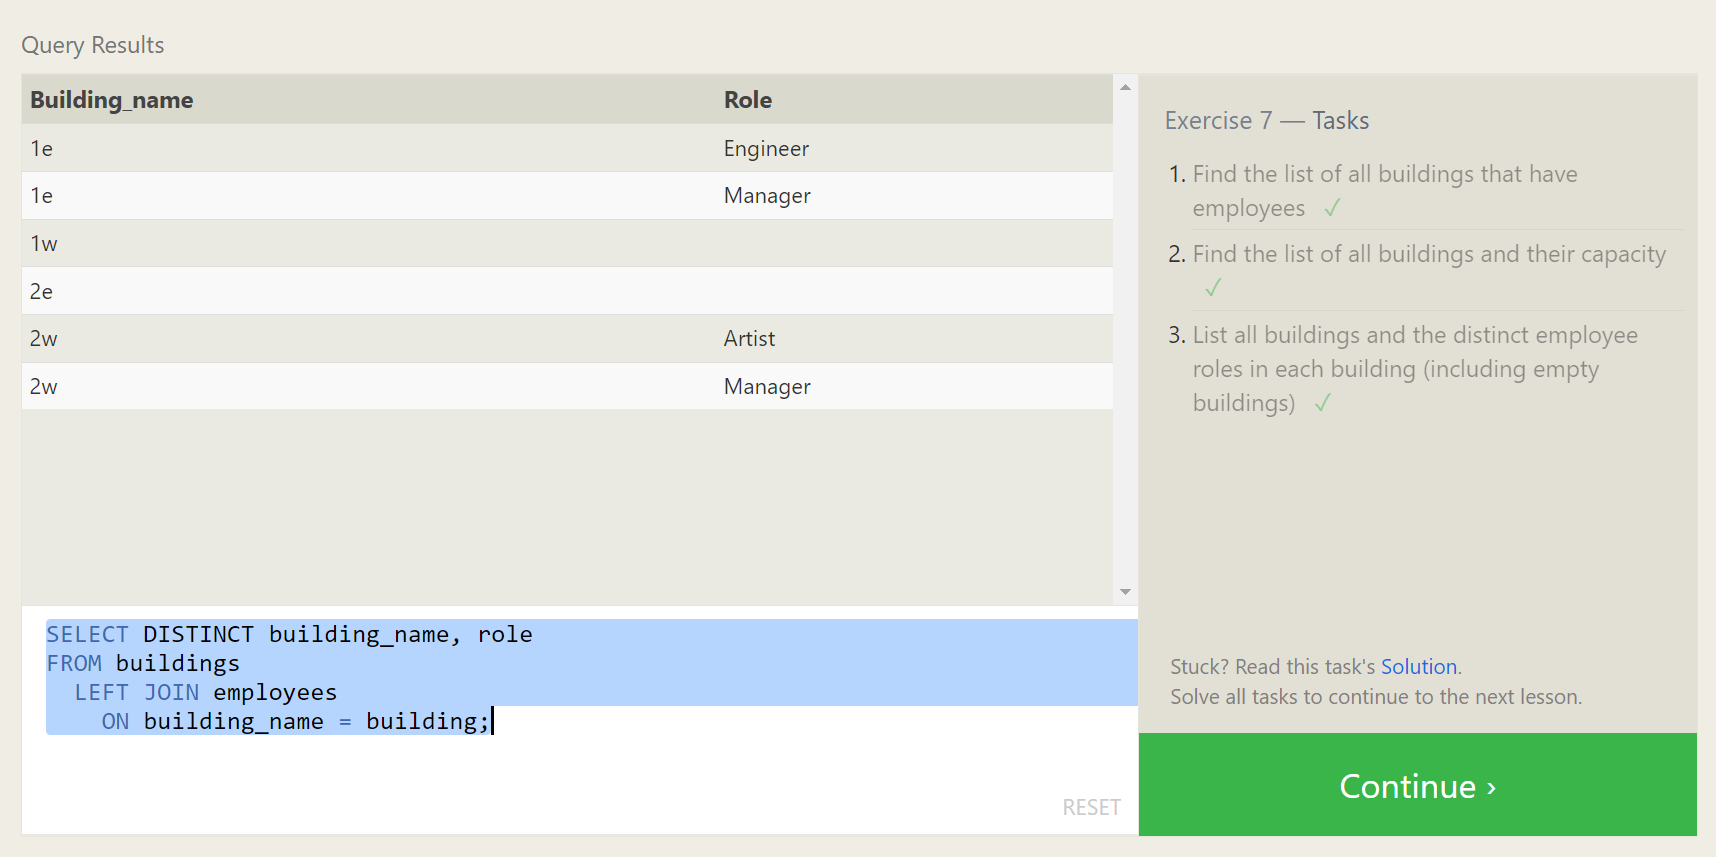 Query Results
Building_name Role
1e Engineer
1e Manager
1w
2e
2w Artist
2w Manager
SELECT DISTINCT building_name, role
FROM buildings
LEFT JOIN employees
ON building_name = building;
RESET
Exercise 7 — Tasks
1. Find the list of all buildings that have
employees ✓
2. Find the list of all buildings and their capacity
✓
3. List all buildings and the distinct employee
roles in each building (including empty
buildings) ✓
Stuck? Read this task's Solution.
Solve all tasks to continue to the next lesson.
Continue ›